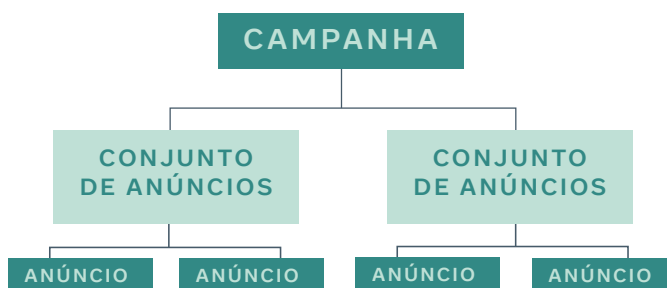 CAMPANHA
CONJUNTO
DE ANÚNCIOS
CONJUNTO
DE ANÚNCIOS
ANÚNCIO
ANÚNCIO
ANÚNCIO
ANÚNCIO